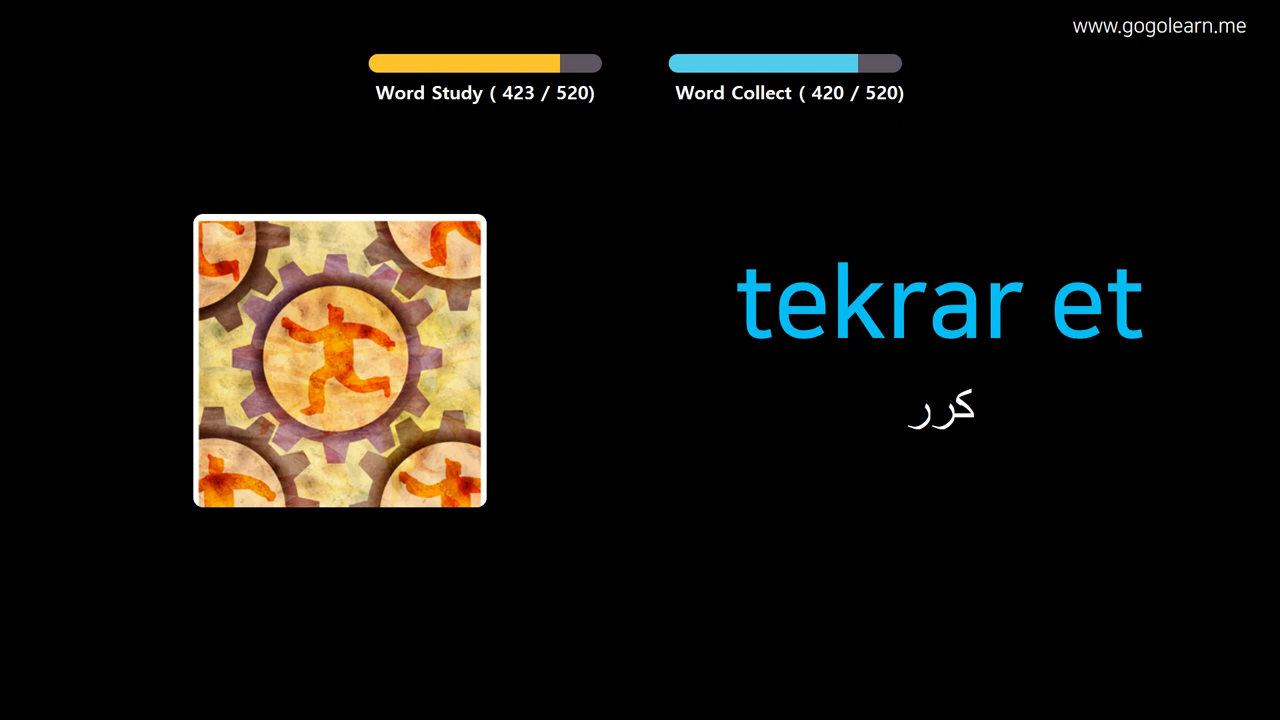 www.gogolearn.me
Word Study ( 423 / 520)
Word Collect ( 420 / 520)
tekrar et
كرر